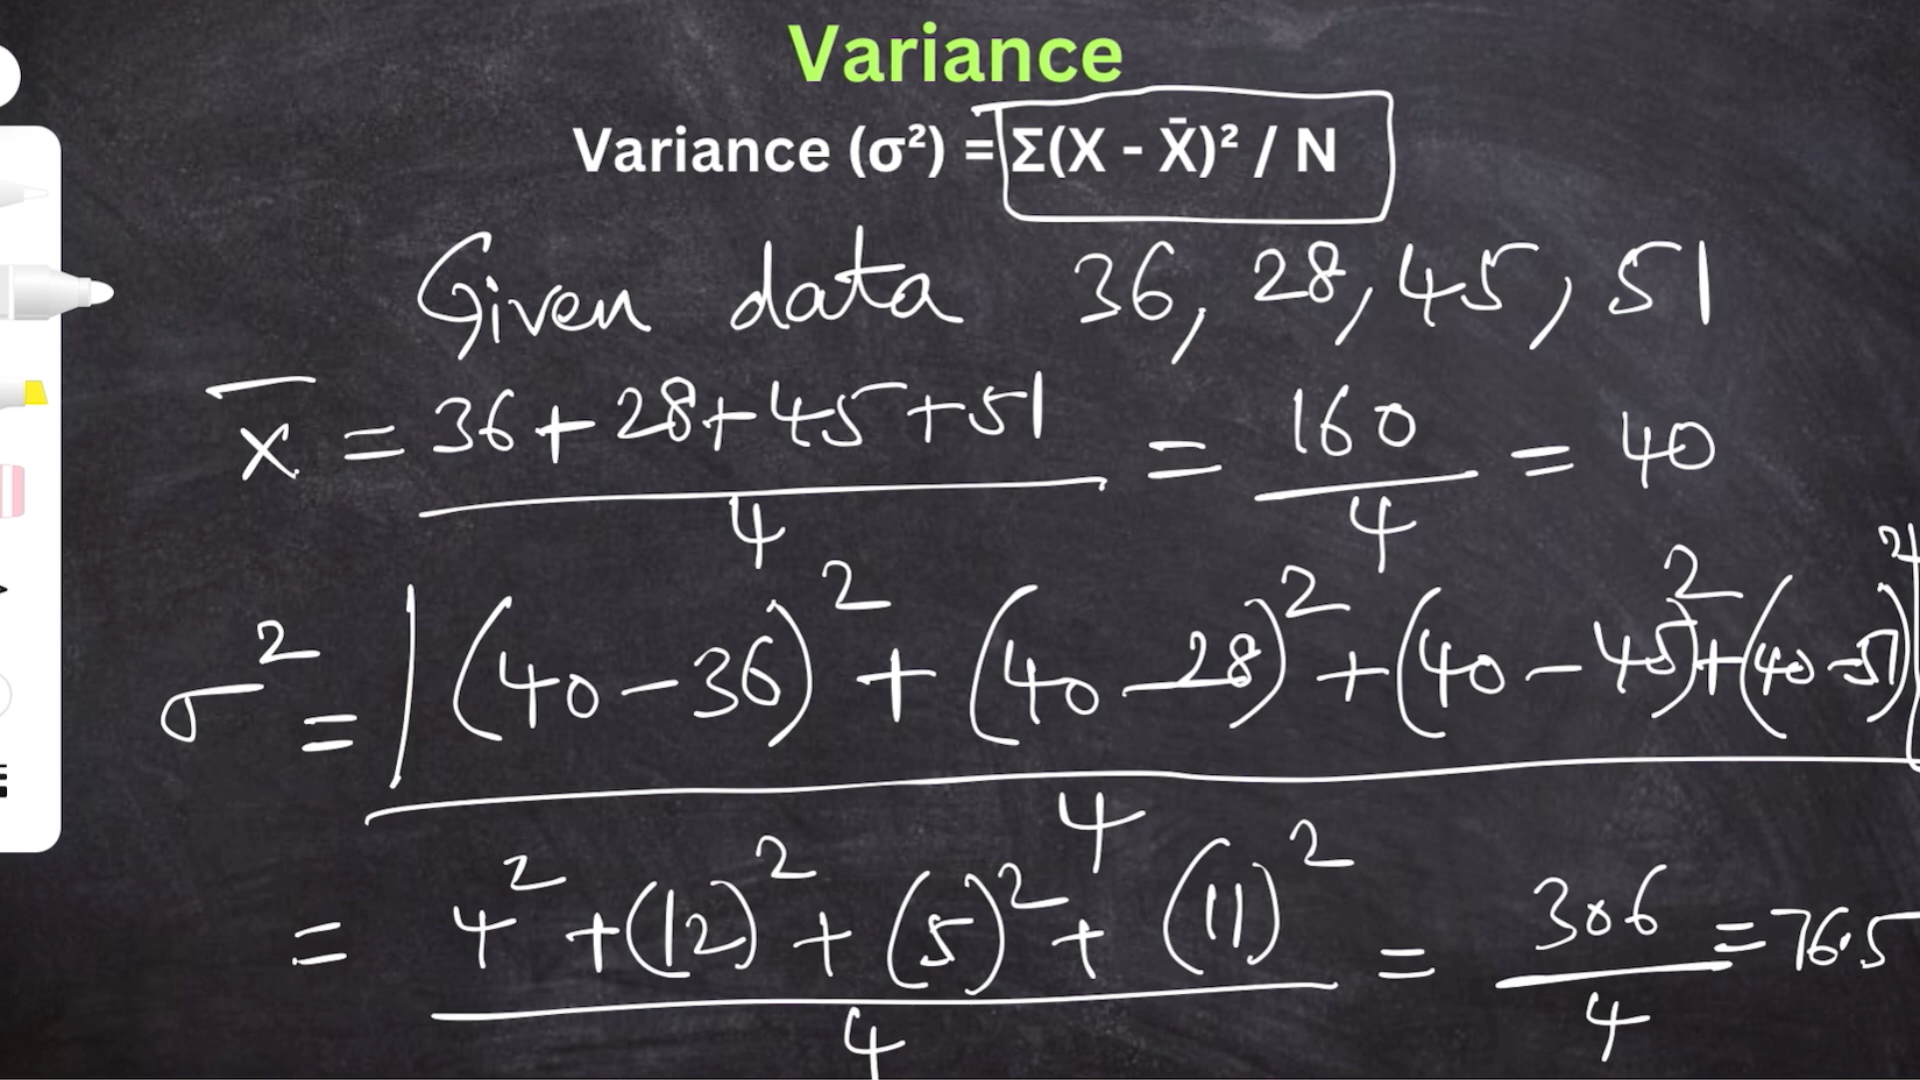 Variance
Variance (σ²) = Σ(X - X̄)² / N
Given data 36, 28, 45, 51
x̄ = 36+28+45+51 / 4 = 160 / 4 = 40
σ² = [(40-36)² + (40-28)² + (40-45)² + (40-51)²] / 4
= 4² + (12)² + (5)² + (11)² / 4 = 306 / 4 = 76.5